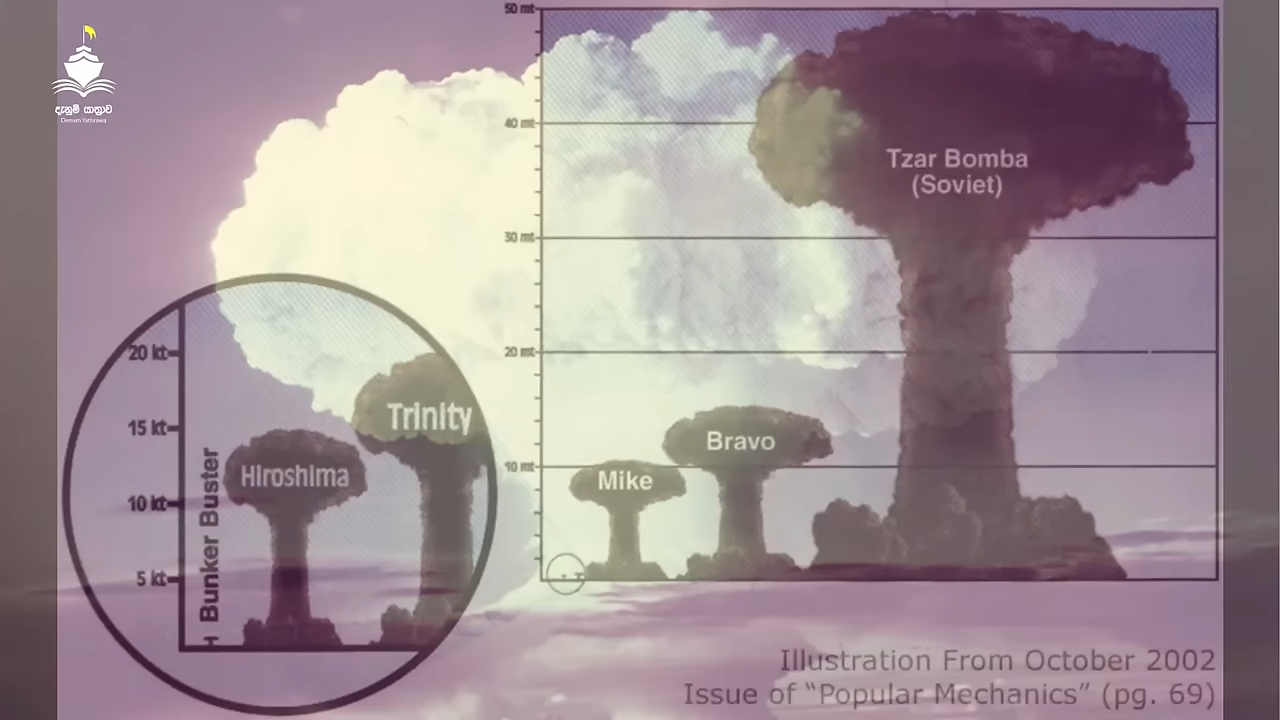 දැනුම් යාත්‍රාව
Denum Yathrawa
50 mt
40 mt
30 mt
20 mt
10 mt
Tzar Bomba
(Soviet)
Bravo
Mike
20 kt
15 kt
10 kt
5 kt
Trinity
Hiroshima
Bunker Buster
Illustration From October 2002
Issue of “Popular Mechanics” (pg. 69)